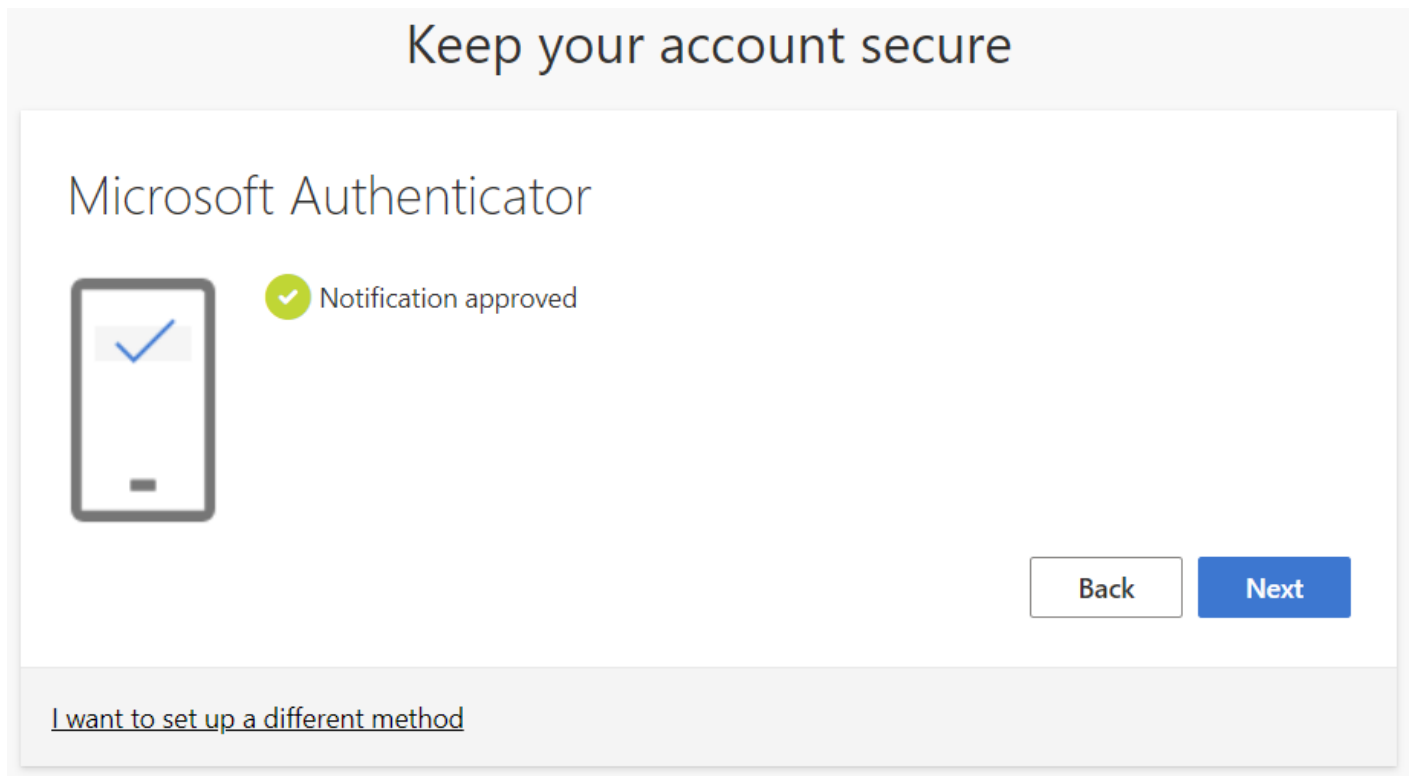 Keep your account secure
Microsoft Authenticator
Notification approved
Back
Next
I want to set up a different method